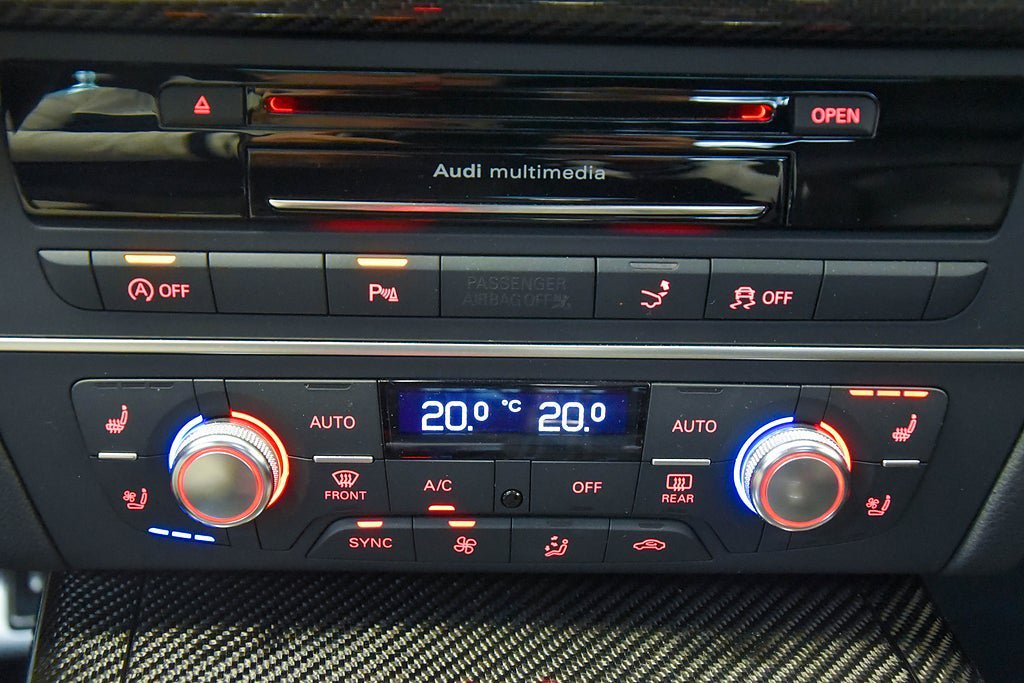 OPEN
Audi multimedia
A OFF
P
PASSENGER
AIRBAG OFF
OFF
AUTO
20.0 °C 20.0
AUTO
FRONT
A/C
OFF
REAR
SYNC